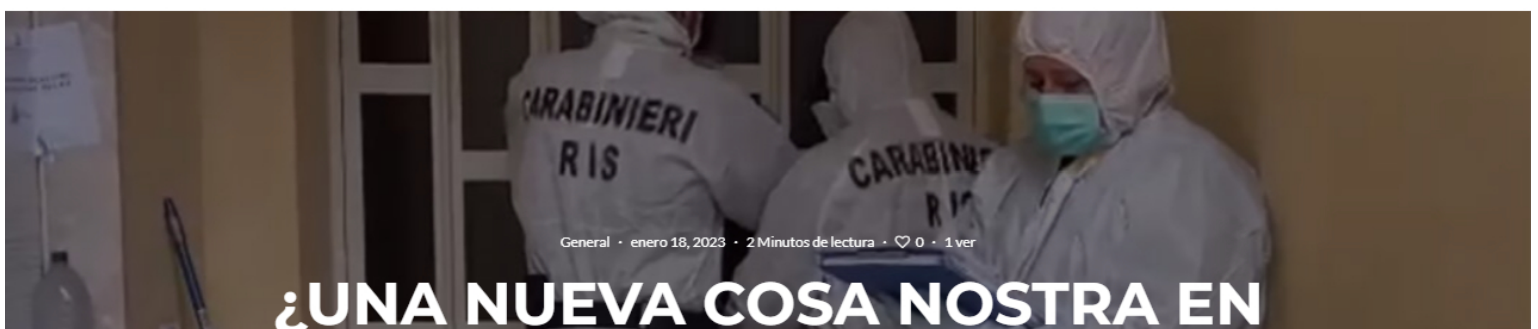 CARABINIERI
RIS
CARABINIE
RIS
General · enero 18, 2023 · 2 Minutos de lectura · ♡ 0 · 1 ver
¿UNA NUEVA COSA NOSTRA EN